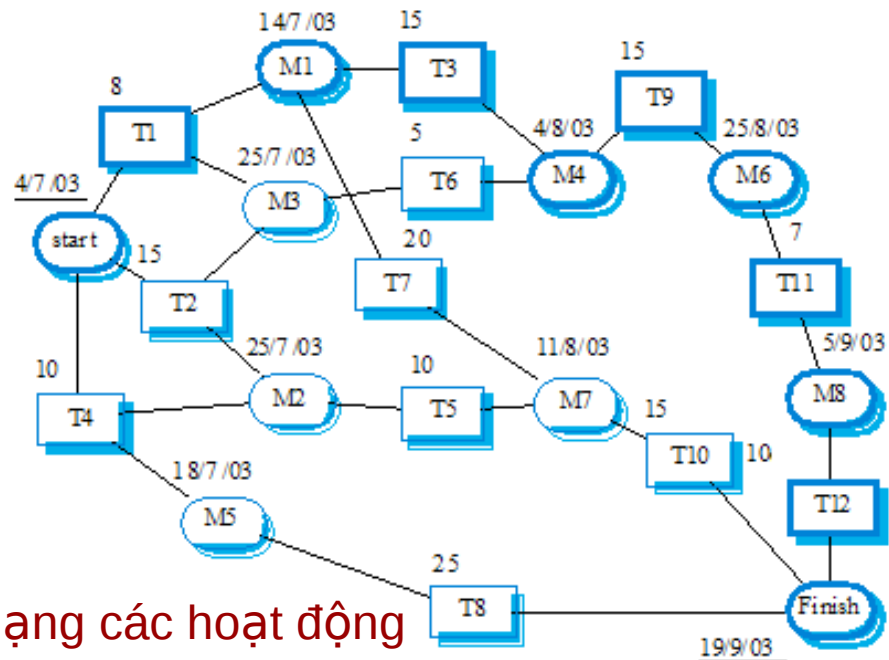 14/7 /03
15
15
M1
T3
T9
8
T1
5
4/8/03
25/8/03
25/7 /03
4/7 /03
M3
T6
M4
M6
start
15
20
7
T2
T7
T11
25/7 /03
11/8/03
5/9/03
10
10
M2
T5
M7
15
M8
T4
18/7 /03
T10
10
M5
T12
25
T8
Finish
ạng các hoạt động
19/9/03